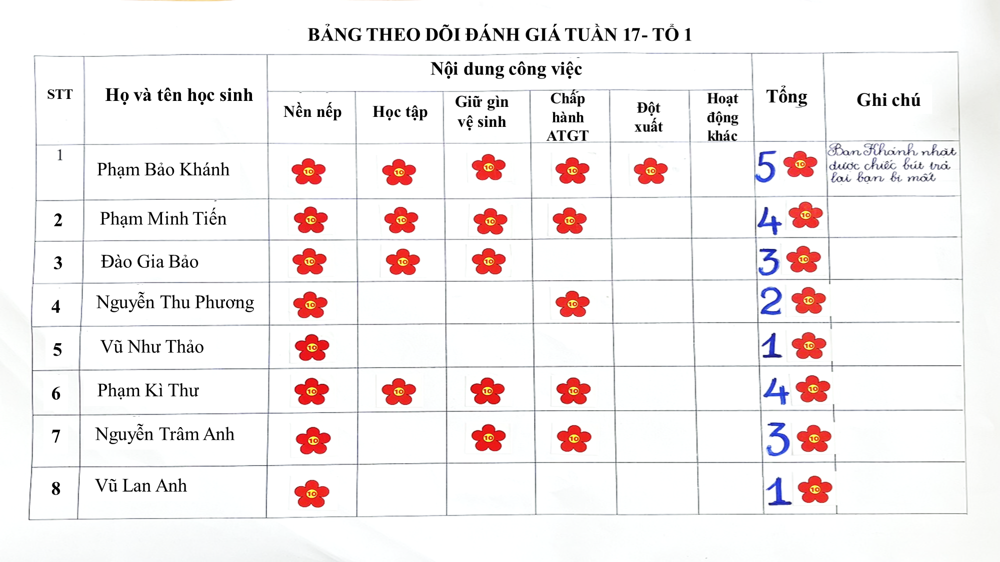 BẢNG THEO DÕI ĐÁNH GIÁ TUẦN 17- TỔ 1
STT
Họ và tên học sinh
Nội dung công việc
Tổng
Ghi chú
Nền nếp
Học tập
Giữ gìn
vệ sinh
Chấp
hành
ATGT
Đột
xuất
Hoạt
động
khác
1
Phạm Bảo Khánh
10
10
10
10
10
5
10
Bạn Khánh nhặt
được chiếc bút trả
lại bạn bị mất
2
Phạm Minh Tiến
10
10
10
10
4
10
3
Đào Gia Bảo
10
10
10
3
10
4
Nguyễn Thu Phương
10
10
2
10
5
Vũ Như Thảo
10
1
10
6
Phạm Kì Thư
10
10
10
10
4
10
7
Nguyễn Trâm Anh
10
10
10
3
10
8
Vũ Lan Anh
10
1
10